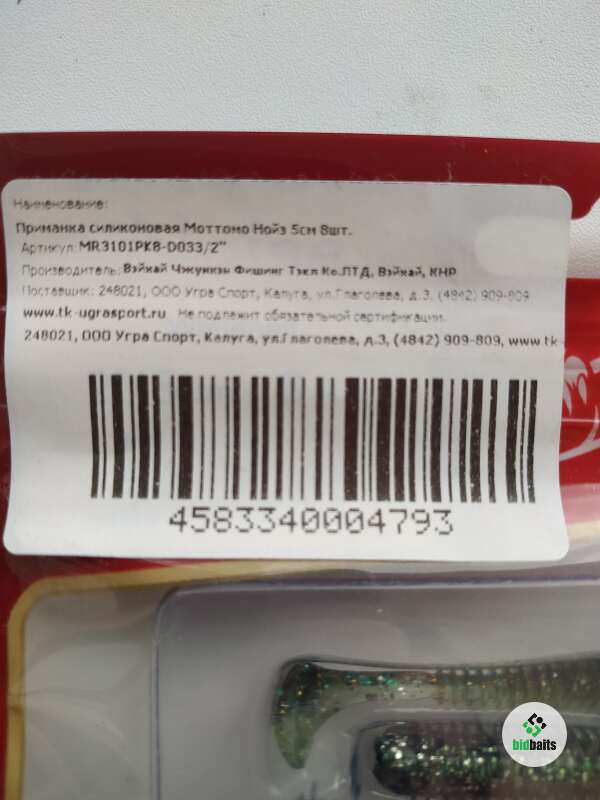 Наименование:
Приманка силиконовая Моттомо Нойз 5см 8шт.
Артикул: MR3101PK8-D033/2"
Производитель: Вэйхай Чжунхэн Фишинг Тэкл Ко.ЛТД, Вэйхай, КНР
Поставщик: 248021, ООО Угра Спорт, Калуга, ул.Глаголева, д.3, (4842) 909-809
www.tk-ugrasport.ru Не подлежит обязательной сертификации.
248021, ООО Угра Спорт, Калуга, ул.Глаголева, д.3, (4842) 909-809, www.tk-
4583340004793
bidbaits